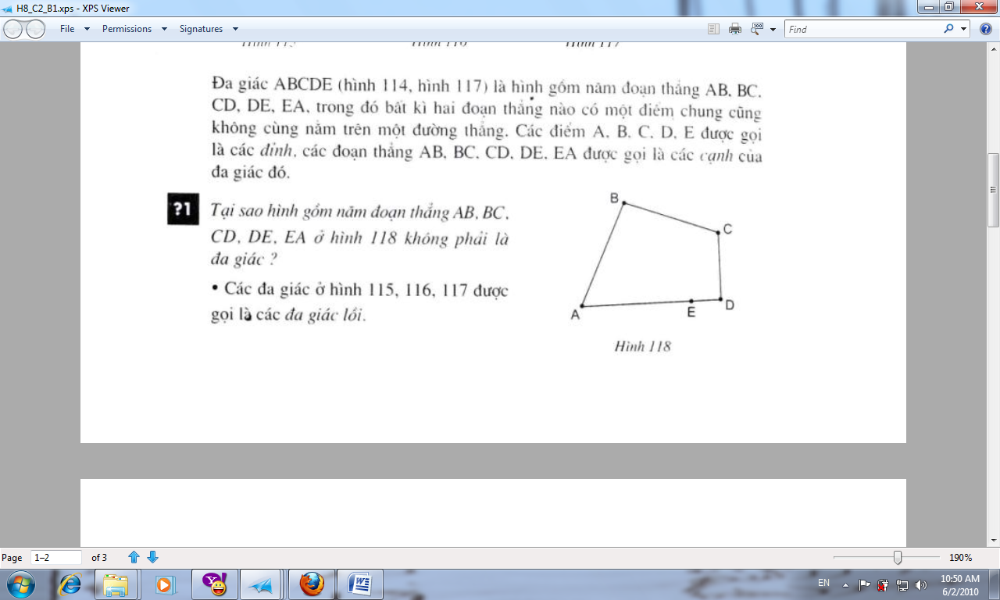 H8_C2_B1.xps - XPS Viewer
File Permissions Signatures
100
Find
Đa giác ABCDE (hình 114, hình 117) là hình gồm năm đoạn thẳng AB, BC,
CD, DE, EA, trong đó bất kì hai đoạn thẳng nào có một điểm chung cũng
không cùng nằm trên một đường thẳng. Các điểm A, B, C, D, E được gọi
là các đỉnh, các đoạn thẳng AB, BC, CD, DE, EA được gọi là các cạnh của
đa giác đó.
?1 Tại sao hình gồm năm đoạn thẳng AB, BC,
CD, DE, EA ở hình 118 không phải là
đa giác ?
• Các đa giác ở hình 115, 116, 117 được
gọi là các đa giác lồi.
B
C
A
E
D
Hình 118
Page 1–2 of 3
190%
EN
10:50 AM
6/2/2010